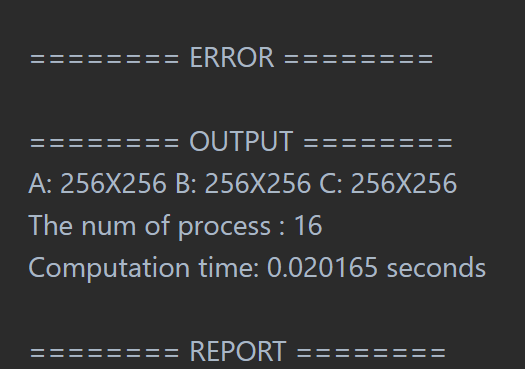 ======== ERROR ========
======== OUTPUT ========
A: 256X256 B: 256X256 C: 256X256
The num of process : 16
Computation time: 0.020165 seconds
======== REPORT ========